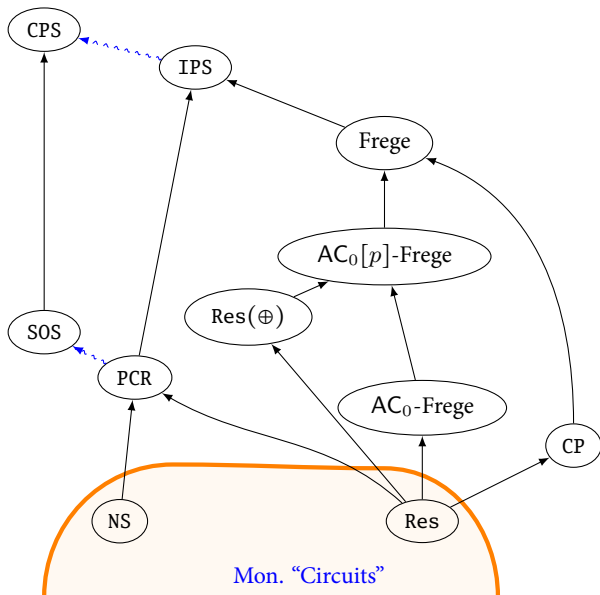 CPS
IPS
Frege
AC₀[p]-Frege
Res(⊕)
SOS
PCR
AC₀-Frege
CP
NS
Res
Mon. “Circuits”